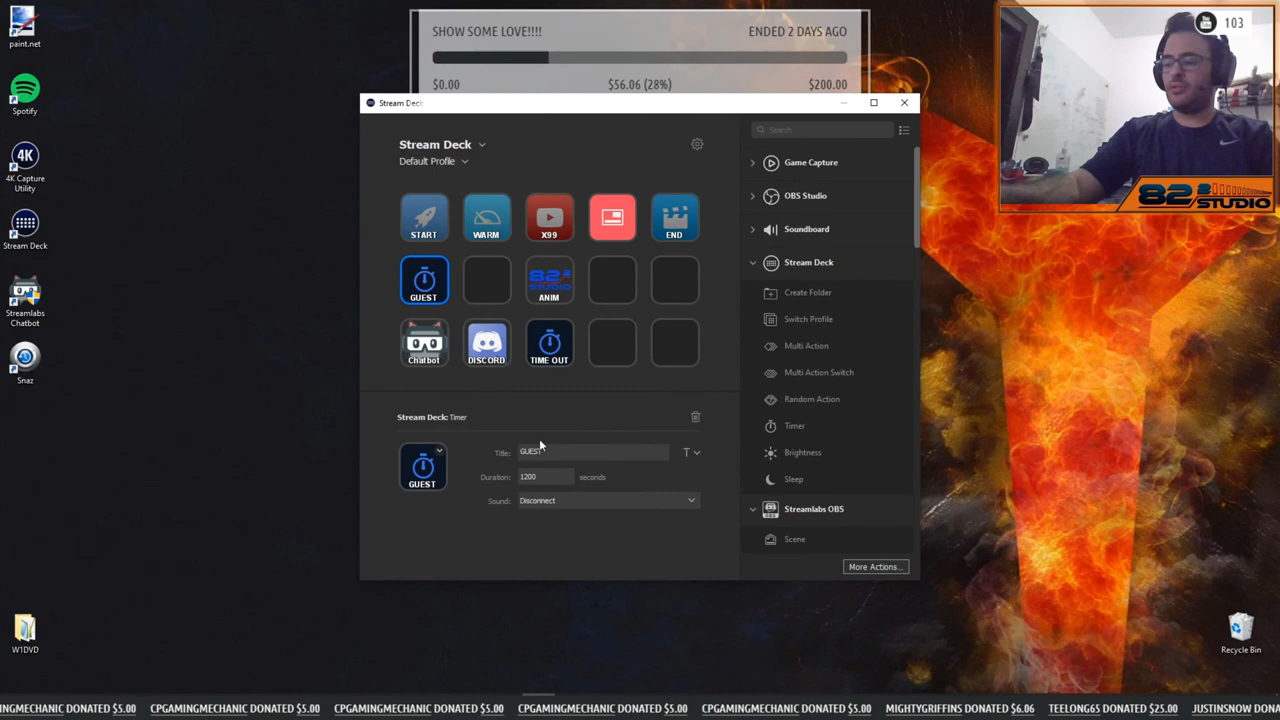 paint.net
Spotify
4K
4K Capture
Utility
Stream Deck
Streamlabs
Chatbot
Snaz
W1DVD
SHOW SOME LOVE!!!!
ENDED 2 DAYS AGO
$0.00
$56.06 (28%)
$200.00
Stream Deck
Stream Deck
Default Profile
START
WARM
X99
END
GUEST
82
STUDIO
ANIM
Chatbot
DISCORD
TIME OUT
Stream Deck: Timer
GUEST
Title:
GUEST
T
Duration:
1200
seconds
Sound:
Disconnect
Search
Game Capture
OBS Studio
Soundboard
Stream Deck
Create Folder
Switch Profile
Multi Action
Multi Action Switch
Random Action
Timer
Brightness
Sleep
Streamlabs OBS
Scene
More Actions...
103
82
STUDIO
Recycle Bin
NGMECHANIC DONATED $5.00 CPGAMINGMECHANIC DONATED $5.00 CPGAMINGMECHANIC DONATED $5.00 CPGAMINGMECHANIC DONATED $5.00 CPGAMINGMECHANIC DONATED $5.00 MIGHTYGRIFFINS DONATED $6.06 TEELONG65 DONATED $25.00 JUSTINSNOW DONA